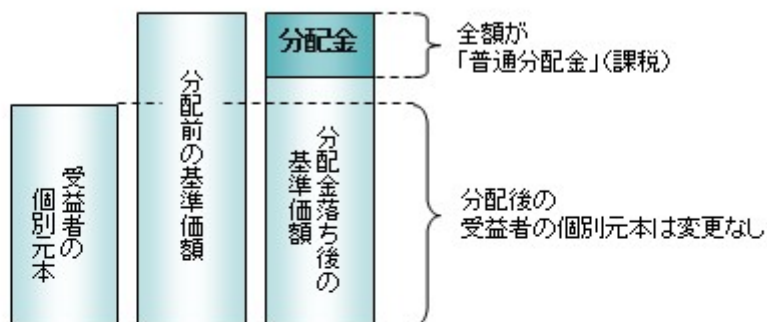 受益者の
個別元本
分配前の基準価額
分配金
分配金落ち後の
基準価額
全額が
「普通分配金」(課税)
分配後の
受益者の個別元本は変更なし